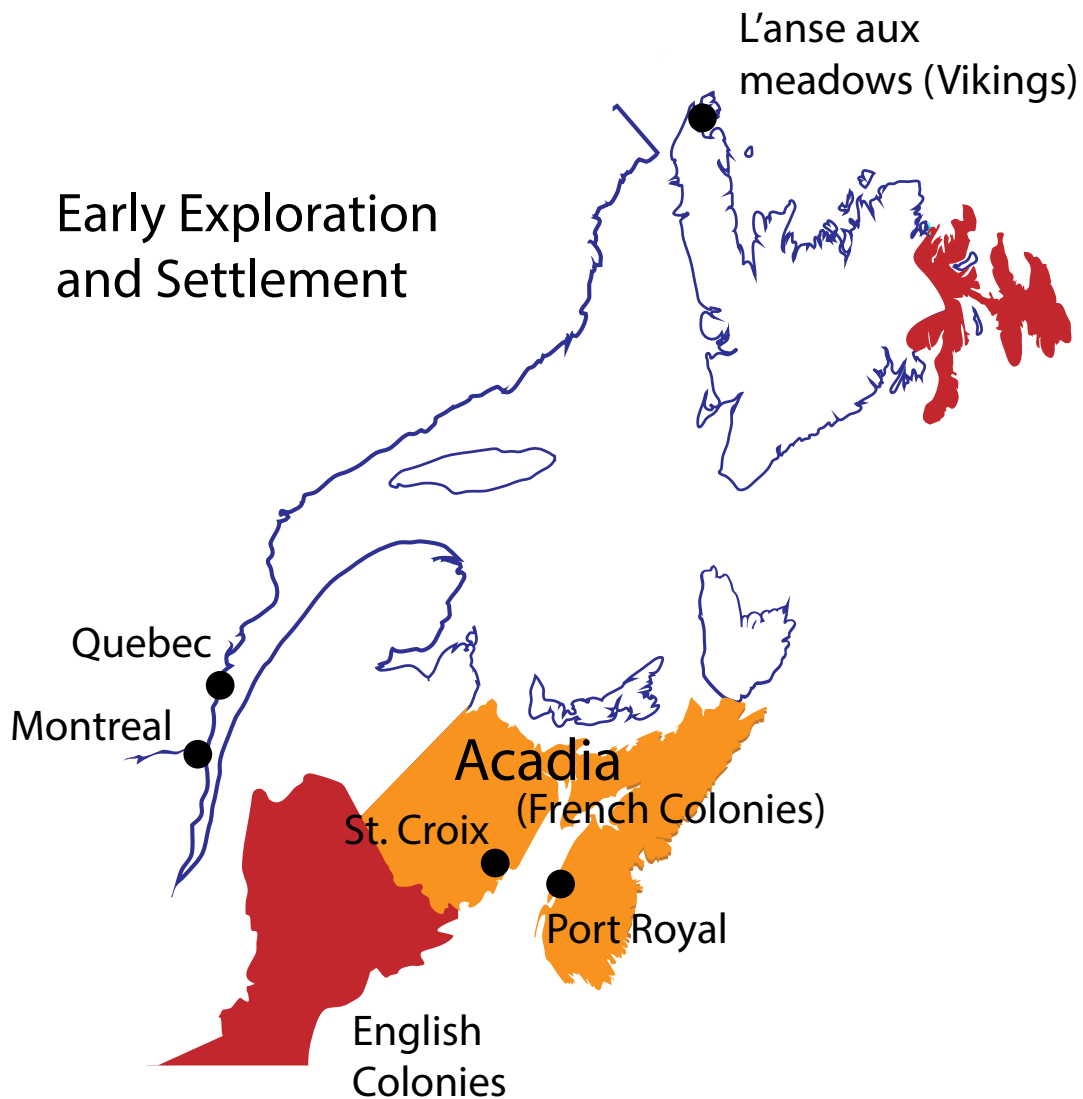 L'anse aux
meadows (Vikings)
Early Exploration
and Settlement
Quebec
Montreal
Acadia
(French Colonies)
St. Croix
Port Royal
English
Colonies